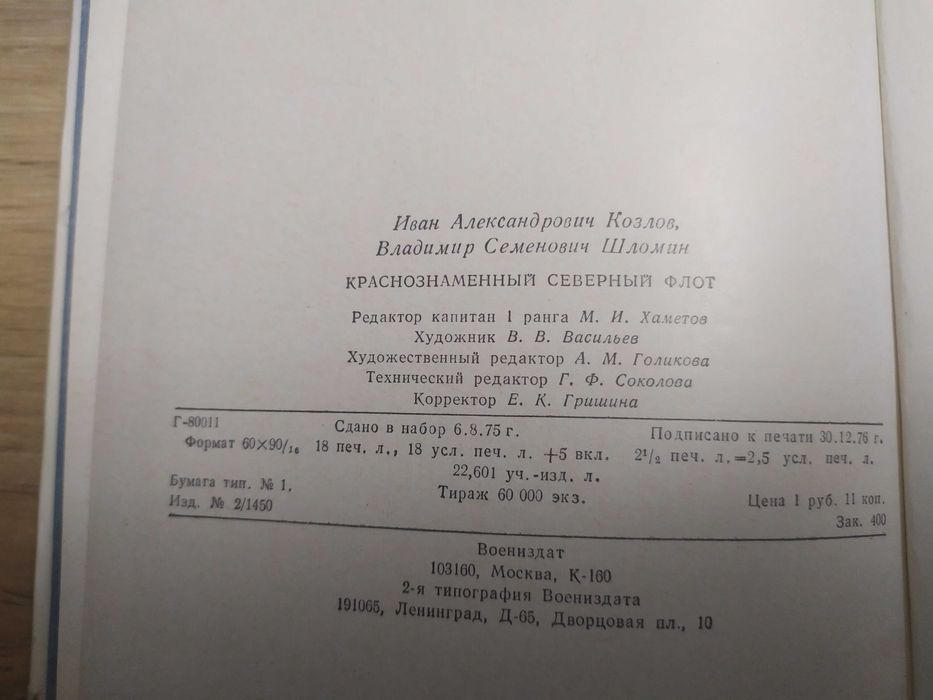 Иван Александрович Козлов,
Владимир Семенович Шломин
КРАСНОЗНАМЕННЫЙ СЕВЕРНЫЙ ФЛОТ
Редактор капитан 1 ранга М. И. Хаметов
Художник В. В. Васильев
Художественный редактор А. М. Голикова
Технический редактор Г. Ф. Соколова
Корректор Е. К. Гришина
Г-80011 Сдано в набор 6.8.75 г. Подписано к печати 30.12.76 г.
Формат 60×90/16 18 печ. л., 18 усл. печ. л. +5 вкл. 2¹/₂ печ. л.=2,5 усл. печ. л.
22,601 уч.-изд. л.
Бумага тип. № 1. Тираж 60 000 экз. Цена 1 руб. 11 коп.
Изд. № 2/1450 Зак. 400
Воениздат
103160, Москва, К-160
2-я типография Воениздата
191065, Ленинград, Д-65, Дворцовая пл., 10